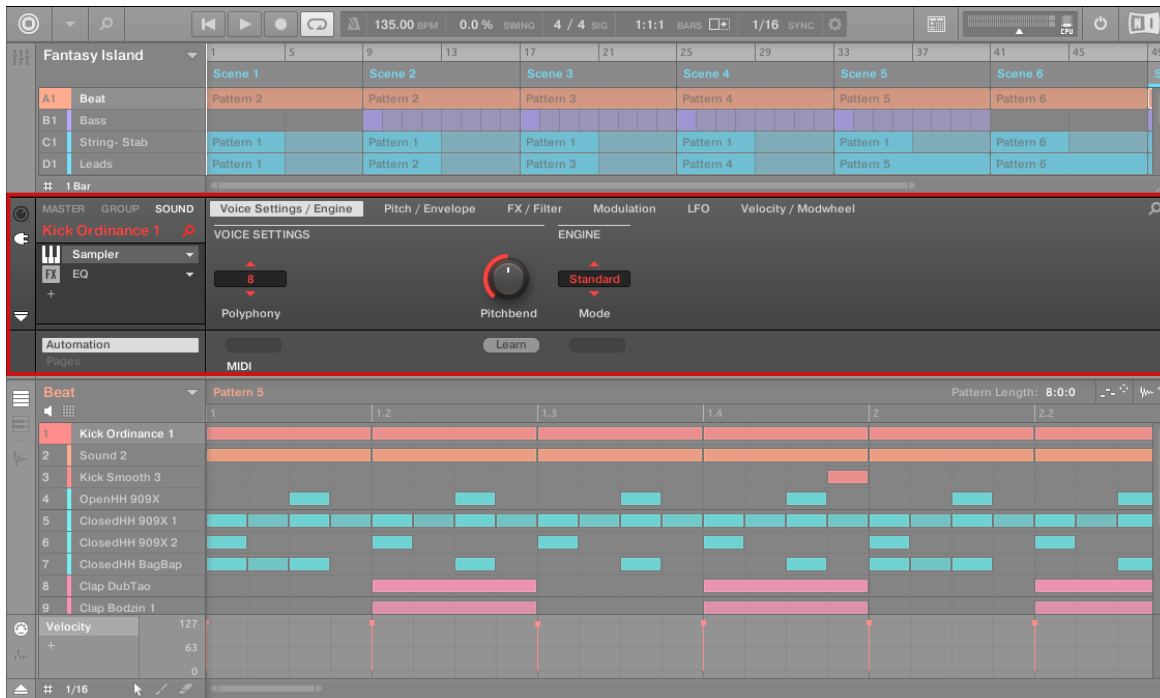 135.00 BPM 0.0 % SWING 4 / 4 SIG 1:1:1 BARS 1/16 SYNC CPU NI
Fantasy Island 1 5 9 13 17 21 25 29 33 37 41 45 49
Scene 1 Scene 2 Scene 3 Scene 4 Scene 5 Scene 6 S
A1 Beat Pattern 2 Pattern 2 Pattern 3 Pattern 4 Pattern 5 Pattern 6
B1 Bass
C1 String- Stab Pattern 1 Pattern 1 Pattern 1 Pattern 1 Pattern 1 Pattern 6
D1 Leads Pattern 1 Pattern 2 Pattern 3 Pattern 4 Pattern 5 Pattern 6
# 1 Bar
MASTER GROUP SOUND Voice Settings / Engine Pitch / Envelope FX / Filter Modulation LFO Velocity / Modwheel
Kick Ordinance 1 VOICE SETTINGS ENGINE
Sampler
FX EQ 8 Standard
+
Polyphony Pitchbend Mode
Automation Learn
Pages MIDI
Beat Pattern 5 Pattern Length: 8:0:0
1 1.2 1.3 1.4 2 2.2
1 Kick Ordinance 1
2 Sound 2
3 Kick Smooth 3
4 OpenHH 909X
5 ClosedHH 909X 1
6 ClosedHH 909X 2
7 ClosedHH BagBap
8 Clap DubTao
9 Clap Bodzin 1
Velocity 127
+ 63
0
# 1/16